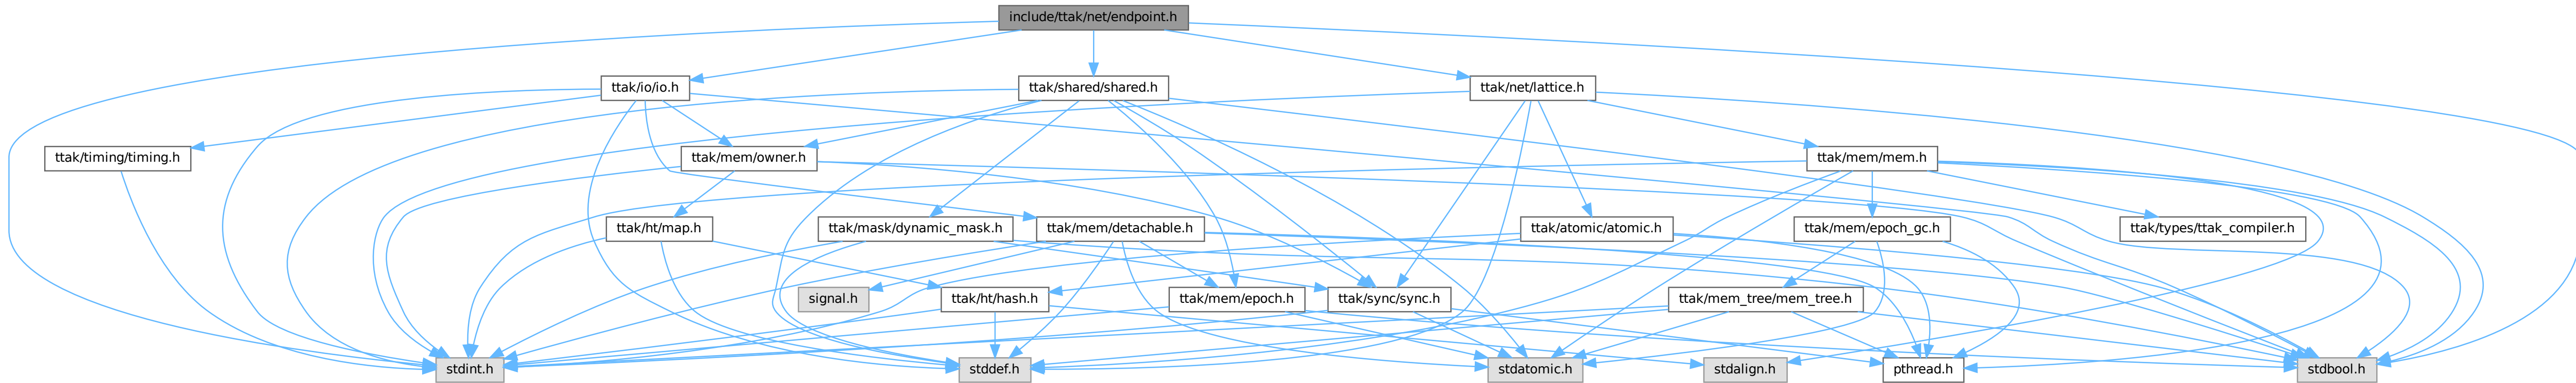 include/ttak/net/endpoint.h
ttak/io/io.h
ttak/shared/shared.h
ttak/net/lattice.h
ttak/timing/timing.h
ttak/mem/owner.h
ttak/mem/mem.h
ttak/ht/map.h
ttak/mask/dynamic_mask.h
ttak/mem/detachable.h
ttak/atomic/atomic.h
ttak/mem/epoch_gc.h
ttak/types/ttak_compiler.h
signal.h
ttak/ht/hash.h
ttak/mem/epoch.h
ttak/sync/sync.h
ttak/mem_tree/mem_tree.h
stdint.h
stddef.h
stdatomic.h
stdalign.h
pthread.h
stdbool.h